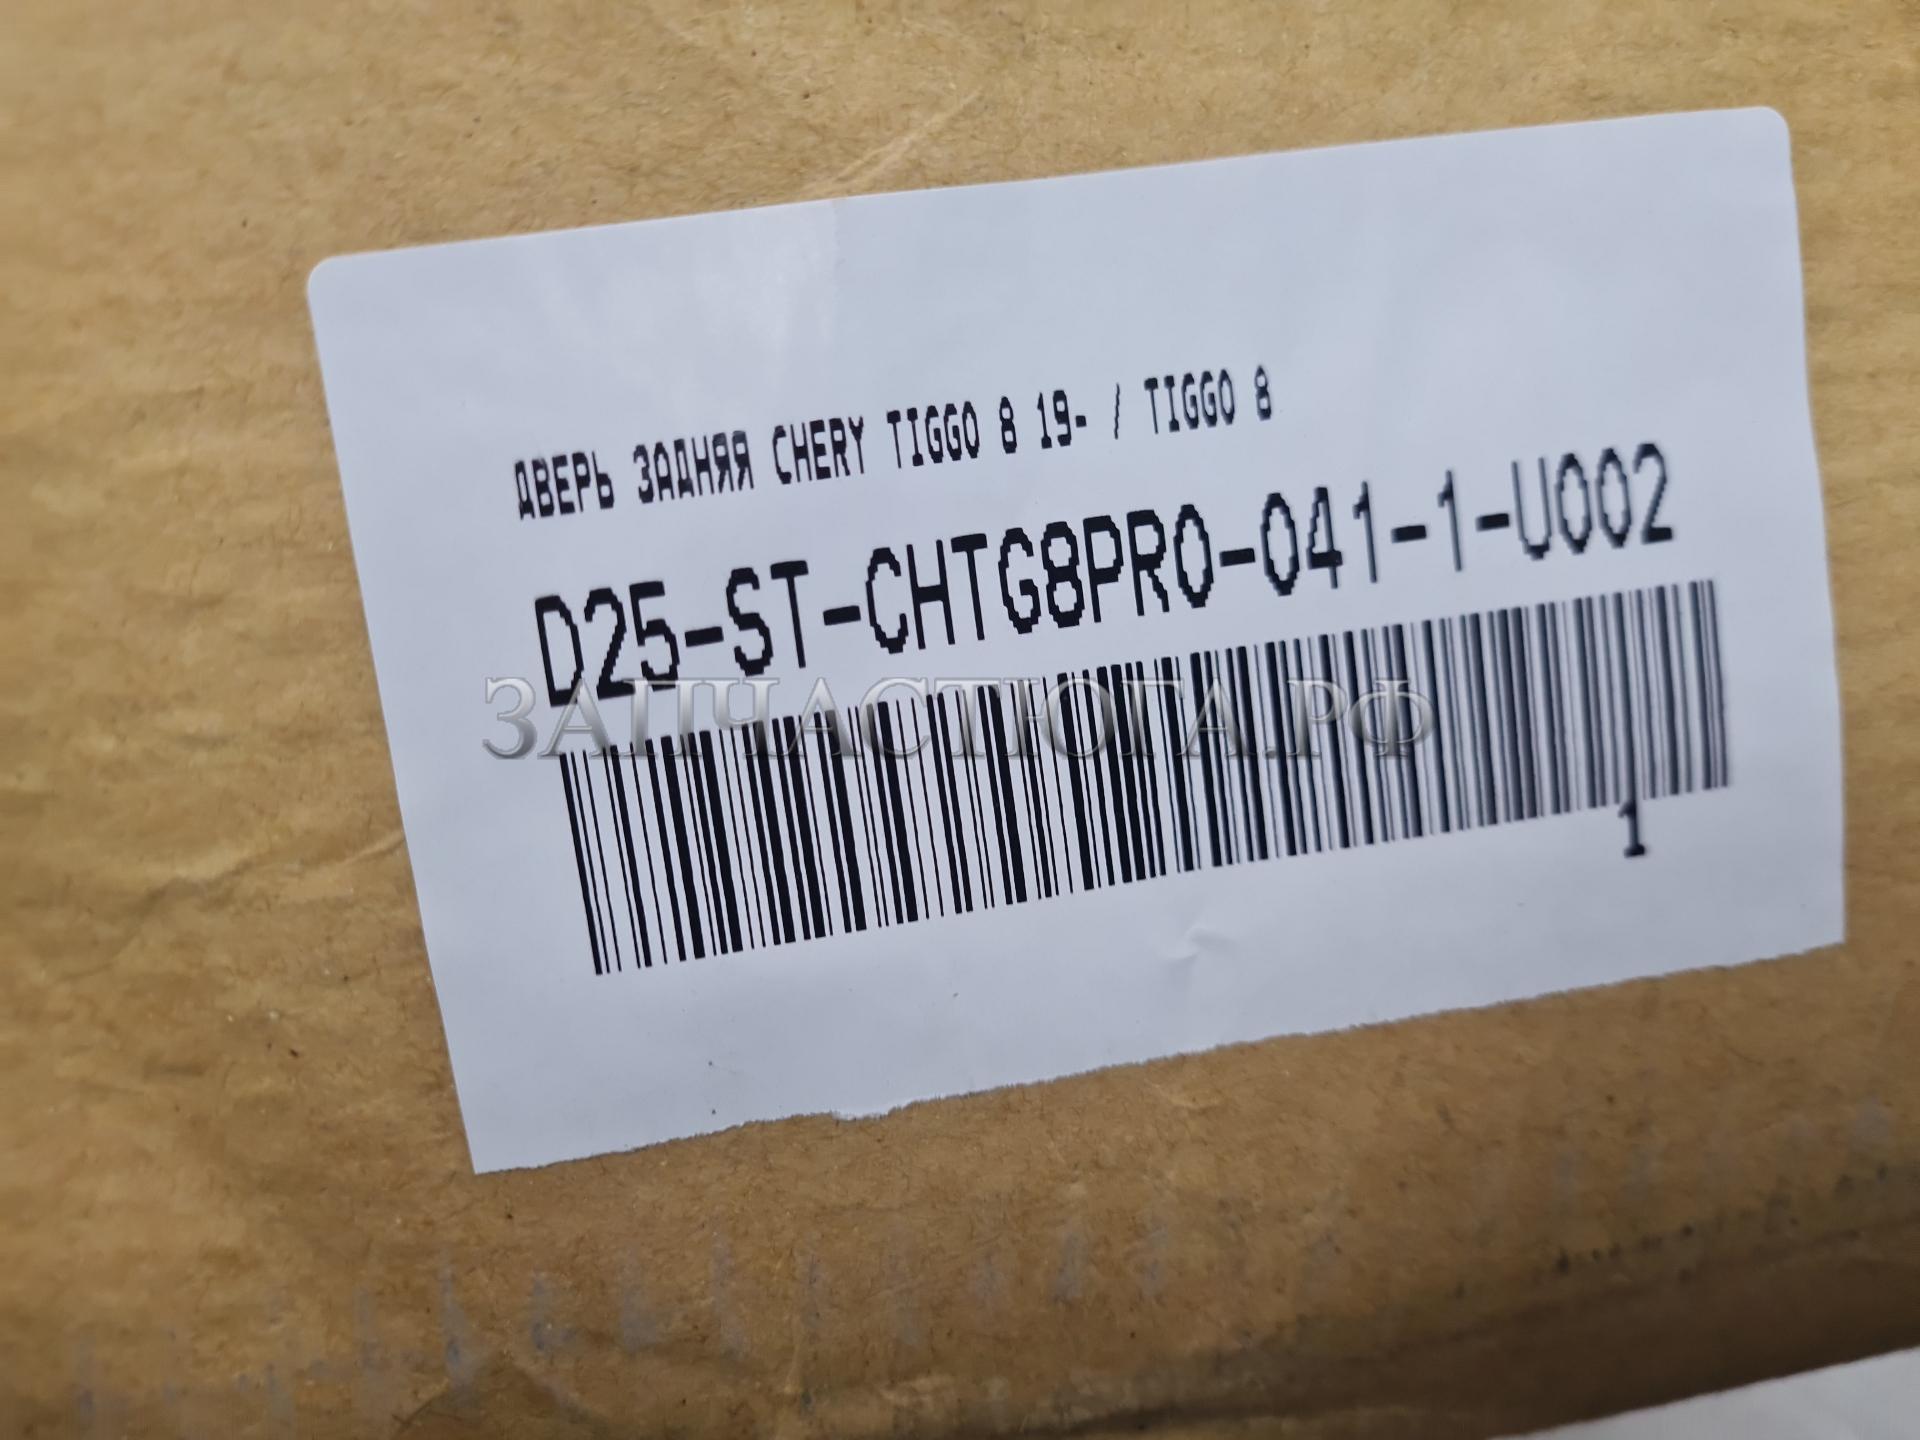 ДВЕРЬ ЗАДНЯЯ CHERY TIGGO 8 19- / TIGGO 8
D25-ST-CHTG8PRO-041-1-U002
ЗАПЧАСТЮГА.РФ
1